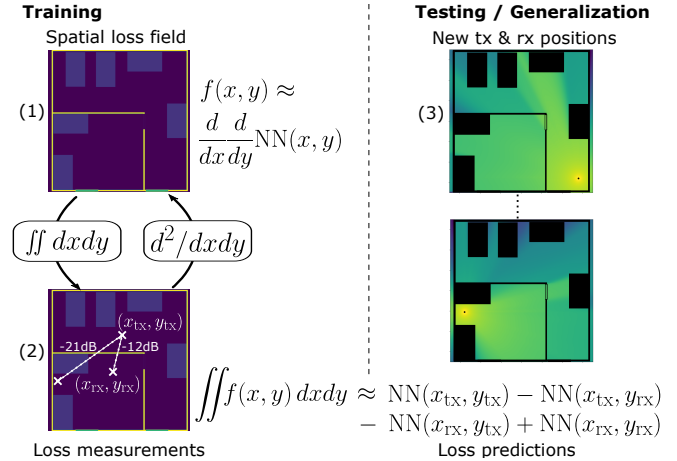 Training
Spatial loss field
(1)
f(x, y) ≈
d/dx d/dy NN(x, y)
∬ dxdy
d²/dxdy
(2)
(x_tx, y_tx)
-21dB
-12dB
(x_rx, y_rx)
Loss measurements
Testing / Generalization
New tx & rx positions
(3)
∬f(x, y) dxdy ≈ NN(x_tx, y_tx) − NN(x_tx, y_rx)
− NN(x_rx, y_tx) + NN(x_rx, y_rx)
Loss predictions